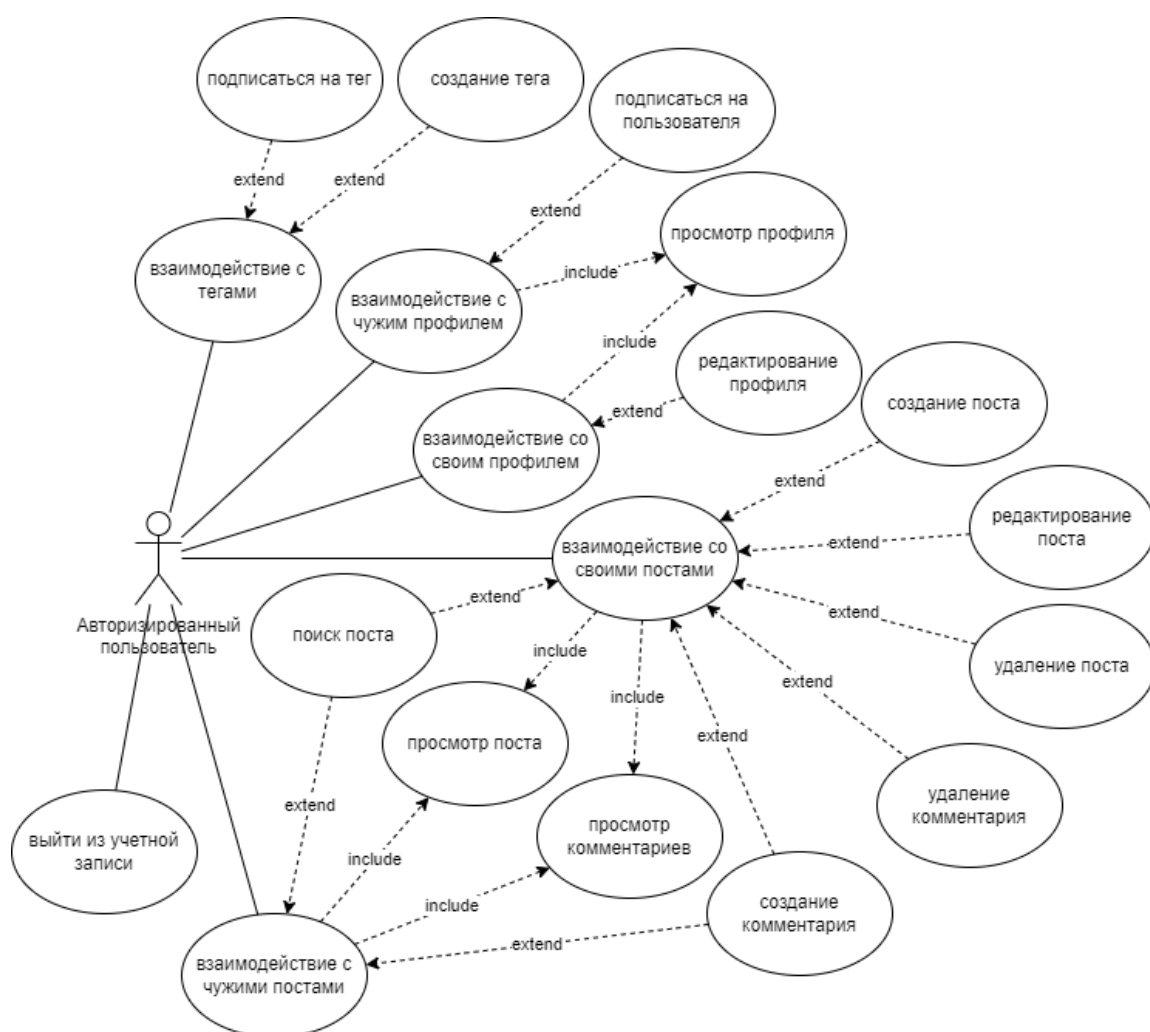 подписаться на тег
создание тега
подписаться на
пользователя
extend
extend
extend
просмотр профиля
взаимодействие с
тегами
include
взаимодействие с
чужим профилем
include
редактирование
профиля
создание поста
extend
взаимодействие со
своим профилем
extend
редактирование
поста
взаимодействие со
своими постами
extend
extend
extend
Авторизированный
пользователь
поиск поста
include
удаление поста
extend
include
extend
просмотр поста
extend
удаление
комментария
просмотр
комментариев
выйти из учетной
записи
include
include
создание
комментария
extend
взаимодействие с
чужими постами